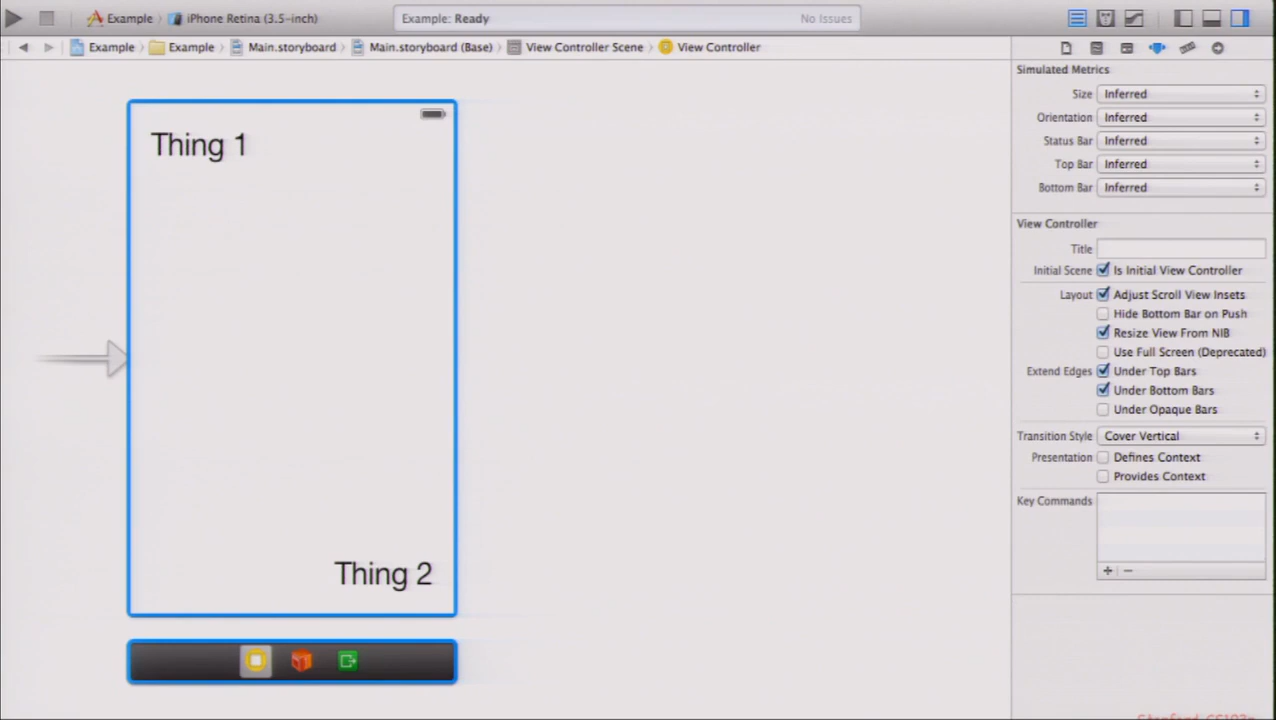 Example
iPhone Retina (3.5-inch)
Example: Ready
No Issues
Example
Example
Main.storyboard
Main.storyboard (Base)
View Controller Scene
View Controller
Simulated Metrics
Size Inferred
Orientation Inferred
Status Bar Inferred
Top Bar Inferred
Bottom Bar Inferred
View Controller
Title
Initial Scene Is Initial View Controller
Layout Adjust Scroll View Insets
Hide Bottom Bar on Push
Resize View From NIB
Use Full Screen (Deprecated)
Extend Edges Under Top Bars
Under Bottom Bars
Under Opaque Bars
Transition Style Cover Vertical
Presentation Defines Context
Provides Context
Key Commands
Thing 1
Thing 2